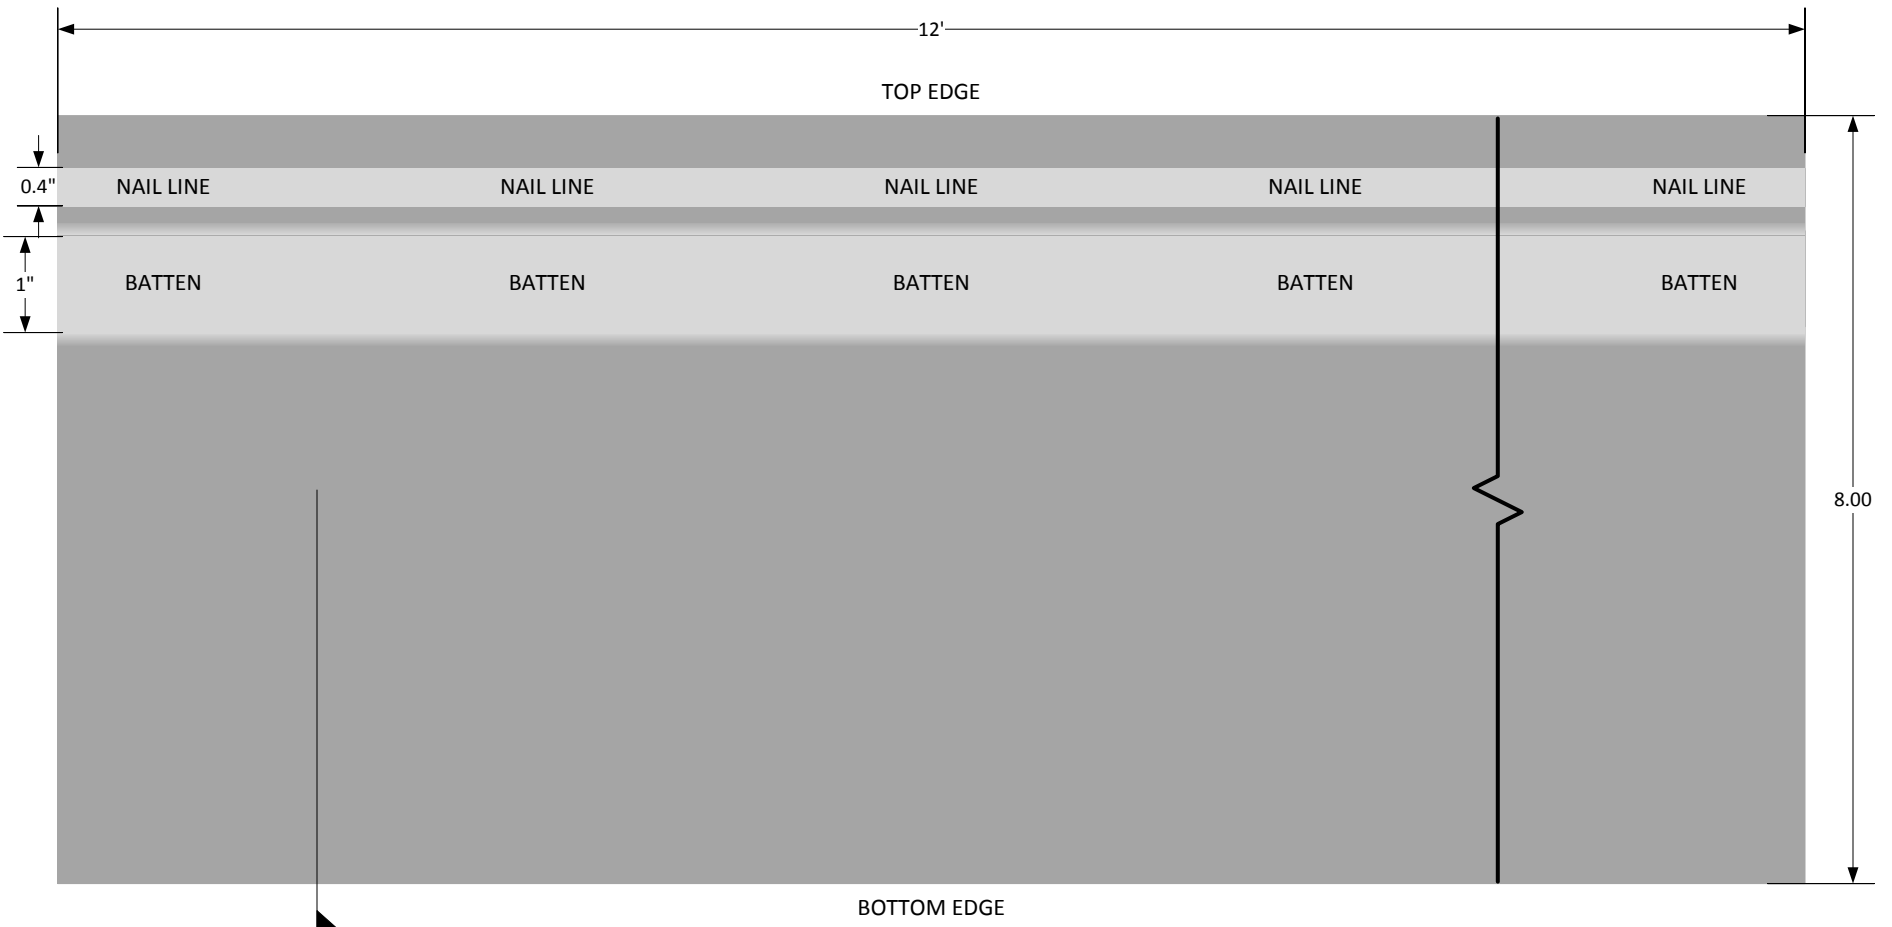 12'
TOP EDGE
0.4" NAIL LINE NAIL LINE NAIL LINE NAIL LINE NAIL LINE
1" BATTEN BATTEN BATTEN BATTEN BATTEN
8.00
BOTTOM EDGE